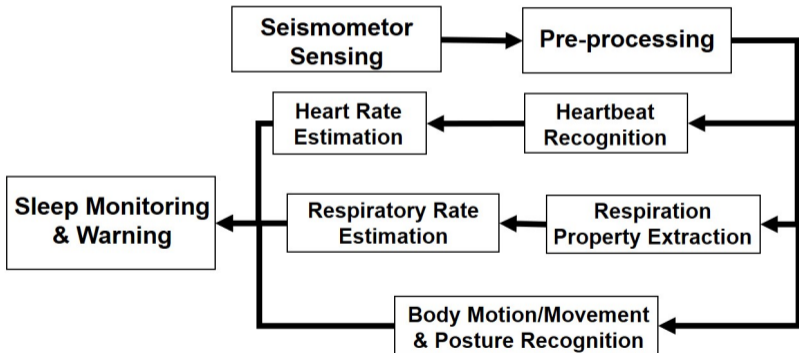 Seismometor
Sensing
Pre-processing
Heart Rate
Estimation
Heartbeat
Recognition
Sleep Monitoring
& Warning
Respiratory Rate
Estimation
Respiration
Property Extraction
Body Motion/Movement
& Posture Recognition